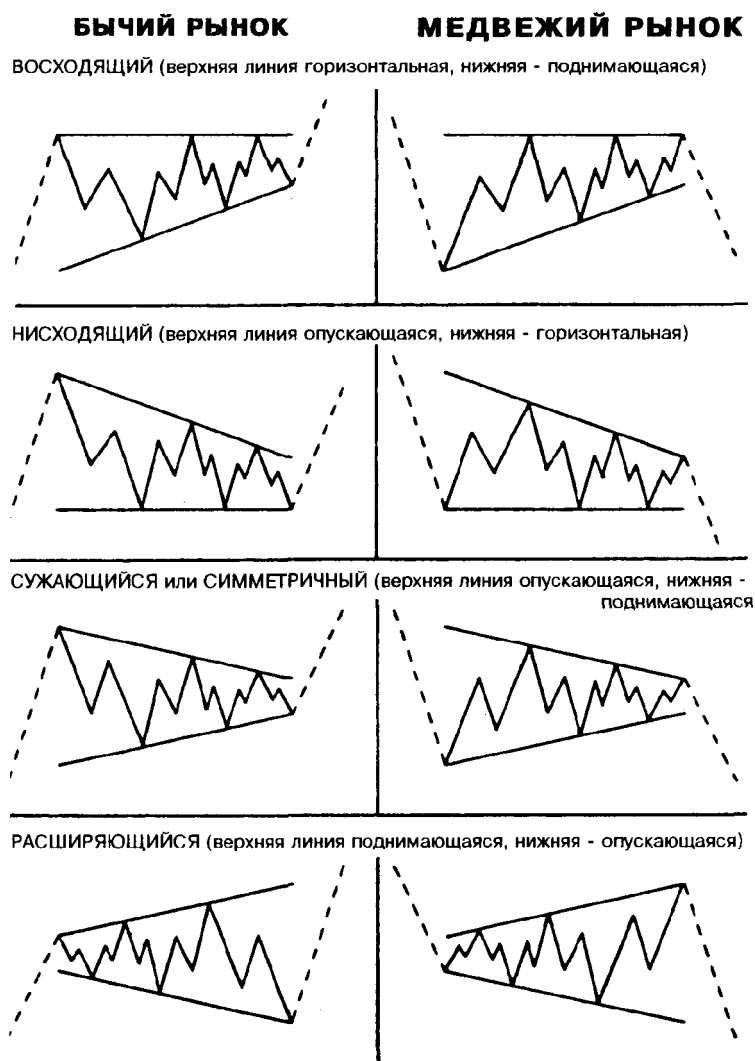 БЫЧИЙ РЫНОК
МЕДВЕЖИЙ РЫНОК
ВОСХОДЯЩИЙ (верхняя линия горизонтальная, нижняя - поднимающаяся)
НИСХОДЯЩИЙ (верхняя линия опускающаяся, нижняя - горизонтальная)
СУЖАЮЩИЙСЯ или СИММЕТРИЧНЫЙ (верхняя линия опускающаяся, нижняя -
поднимающаяся
РАСШИРЯЮЩИЙСЯ (верхняя линия поднимающаяся, нижняя - опускающаяся)